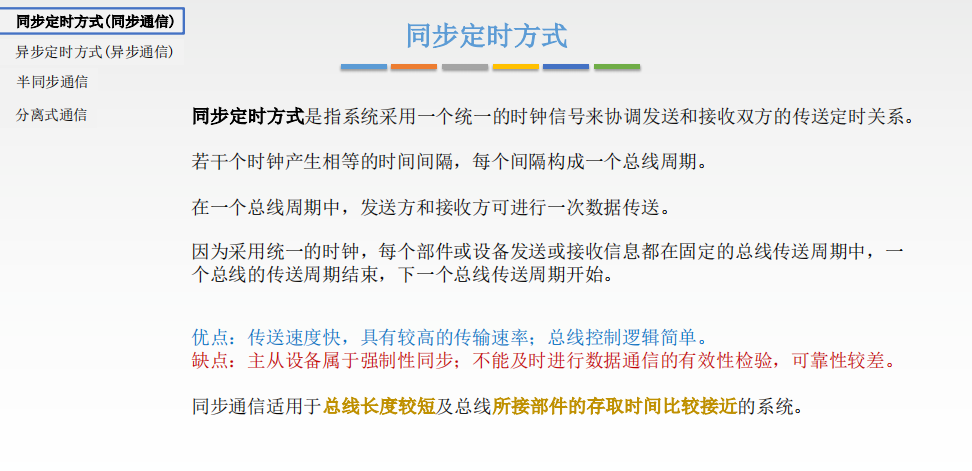 同步定时方式(同步通信)
异步定时方式(异步通信)
半同步通信
分离式通信
同步定时方式
同步定时方式是指系统采用一个统一的时钟信号来协调发送和接收双方的传送定时关系。
若干个时钟产生相等的时间间隔，每个间隔构成一个总线周期。
在一个总线周期中，发送方和接收方可进行一次数据传送。
因为采用统一的时钟，每个部件或设备发送或接收信息都在固定的总线传送周期中，一
个总线的传送周期结束，下一个总线传送周期开始。
优点：传送速度快，具有较高的传输速率；总线控制逻辑简单。
缺点：主从设备属于强制性同步；不能及时进行数据通信的有效性检验，可靠性较差。
同步通信适用于总线长度较短及总线所接部件的存取时间比较接近的系统。